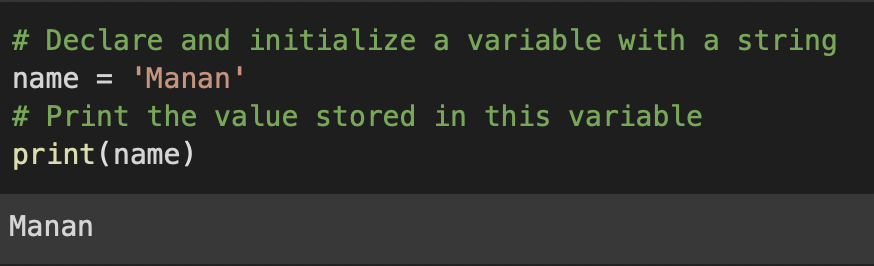 # Declare and initialize a variable with a string
name = 'Manan'
# Print the value stored in this variable
print(name)
Manan